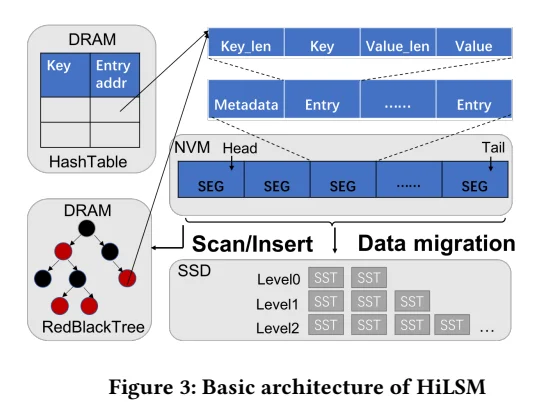 DRAM
Key
Entry
addr
HashTable
Key_len Key Value_len Value
Metadata Entry ...... Entry
NVM
Head
Tail
SEG SEG SEG ...... SEG
DRAM
RedBlackTree
Scan/Insert Data migration
SSD
Level0 SST SST
Level1 SST SST SST
Level2 SST SST SST SST ...
Figure 3: Basic architecture of HiLSM